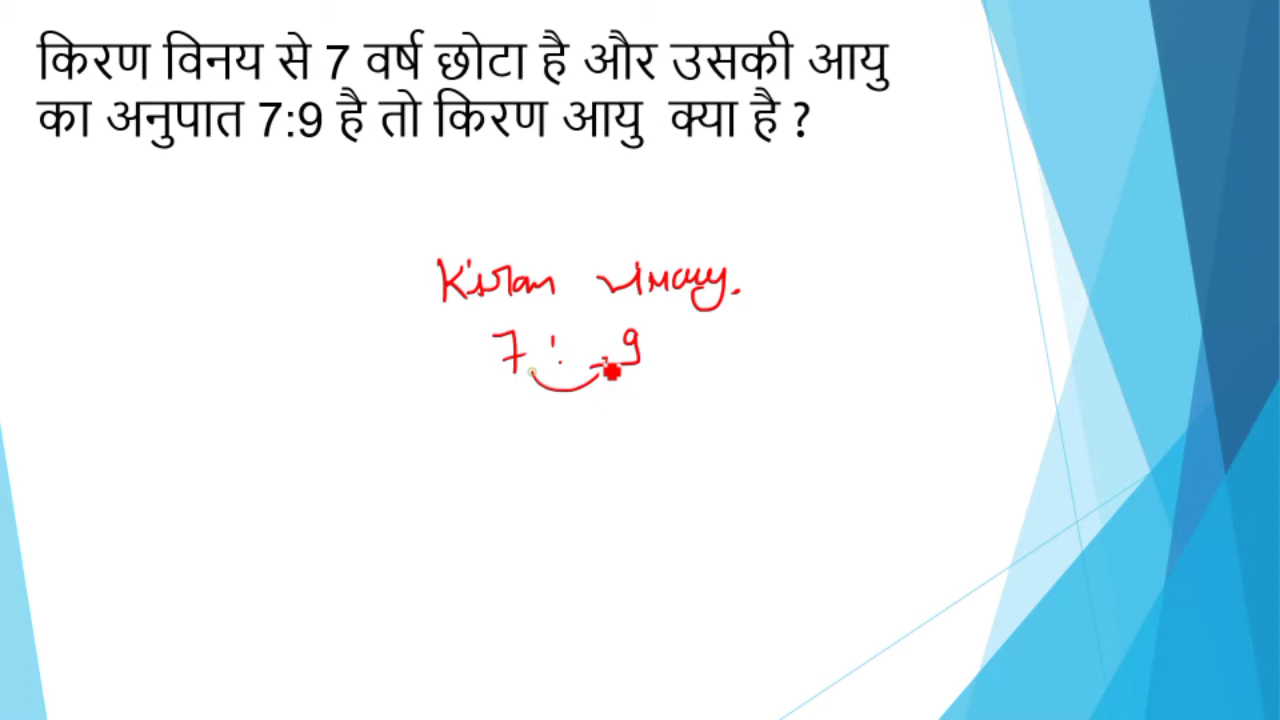 किरण विनय से 7 वर्ष छोटा है और उसकी आयु
का अनुपात 7:9 है तो किरण आयु क्या है ?
Kiran Vinay.
7 : 9